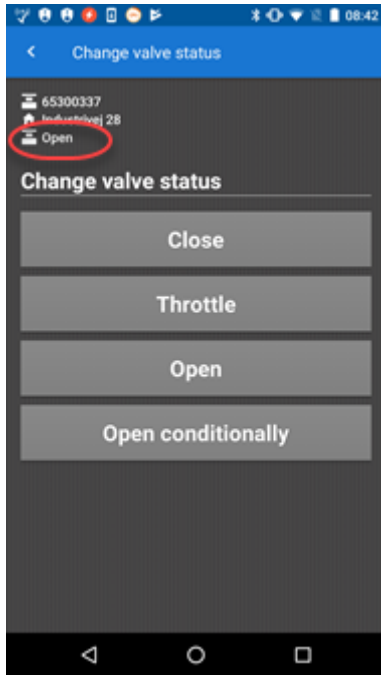 08:42
Change valve status
65300337
Industrivej 28
Open
Change valve status
Close
Throttle
Open
Open conditionally